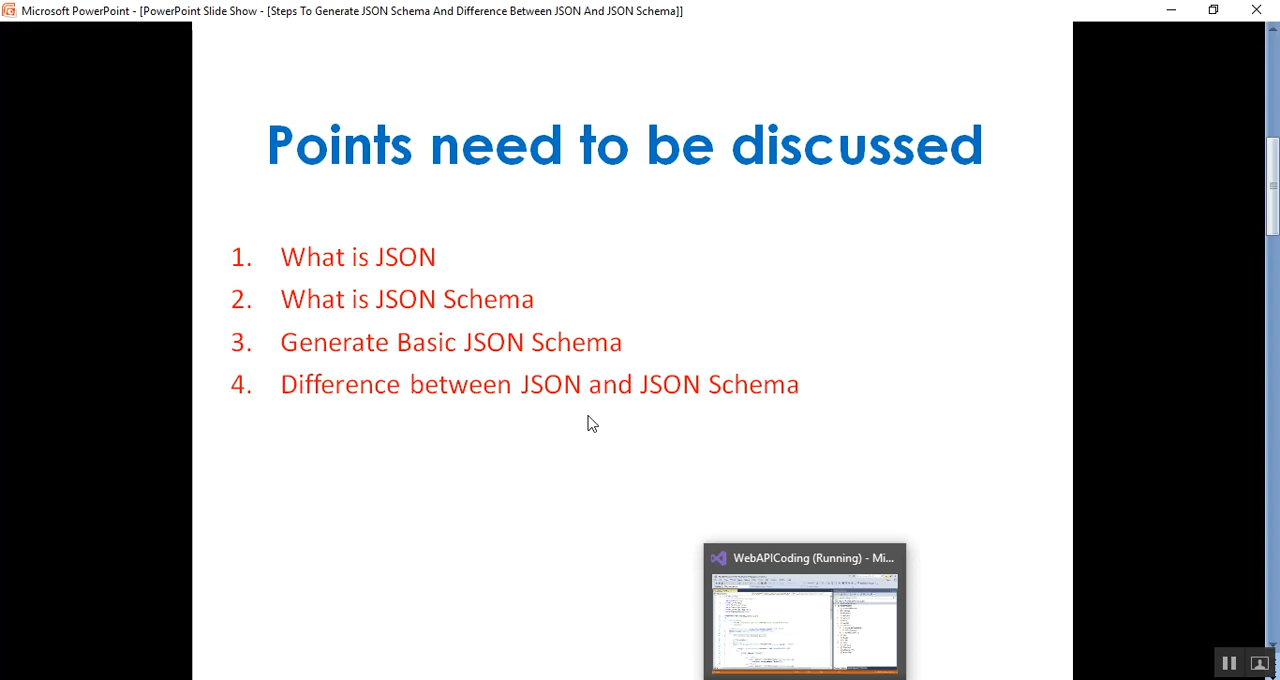 Microsoft PowerPoint - [PowerPoint Slide Show - [Steps To Generate JSON Schema And Difference Between JSON And JSON Schema]]
Points need to be discussed
1. What is JSON
2. What is JSON Schema
3. Generate Basic JSON Schema
4. Difference between JSON and JSON Schema
WebAPICoding (Running) - Mi...